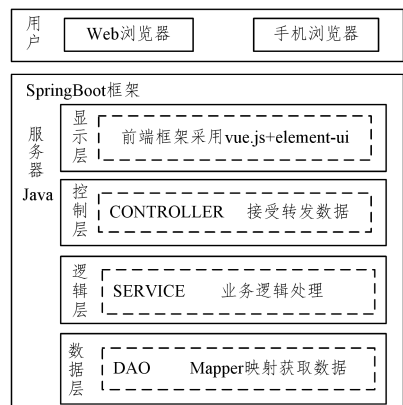 用户
Web浏览器
手机浏览器
SpringBoot框架
服务器
Java
显示层
前端框架采用vue.js+element-ui
控制层
CONTROLLER 接受转发数据
逻辑层
SERVICE 业务逻辑处理
数据层
DAO Mapper映射获取数据